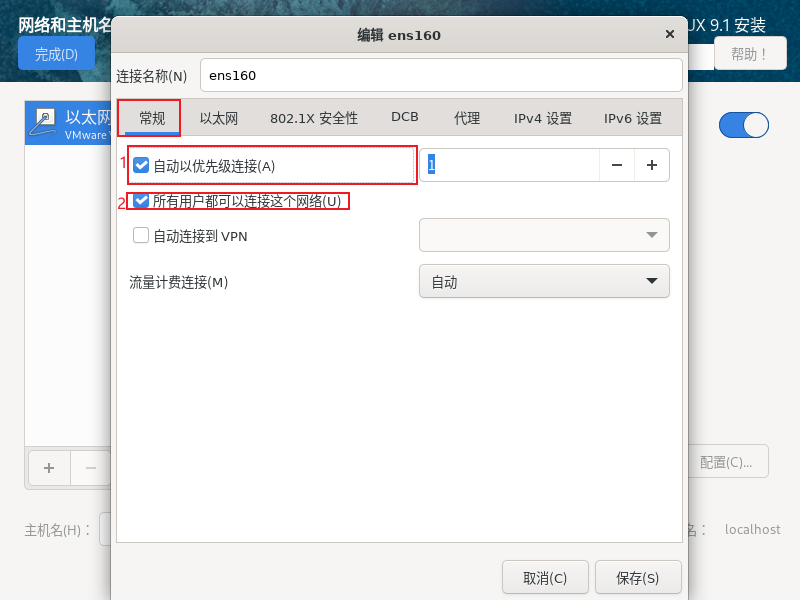 网络和主机名
UX 9.1 安装
完成(D)
帮助！
编辑 ens160
连接名称(N)
ens160
常规
以太网
802.1X 安全性
DCB
代理
IPv4 设置
IPv6 设置
以太网
VMware
1
自动以优先级连接(A)
1
2
所有用户都可以连接这个网络(U)
自动连接到 VPN
流量计费连接(M)
自动
配置(C)...
主机名(H)：
名：
localhost
取消(C)
保存(S)